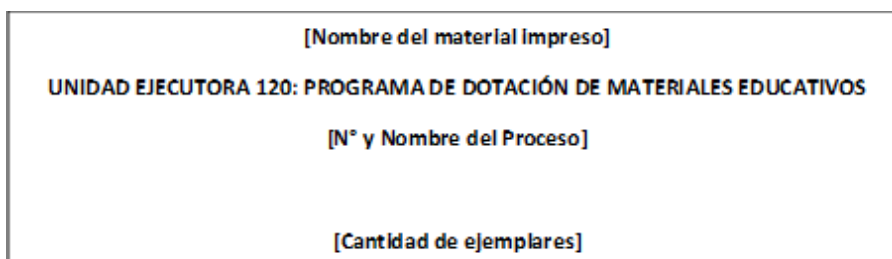 [Nombre del material impreso]
UNIDAD EJECUTORA 120: PROGRAMA DE DOTACIÓN DE MATERIALES EDUCATIVOS
[N° y Nombre del Proceso]
[Cantidad de ejemplares]